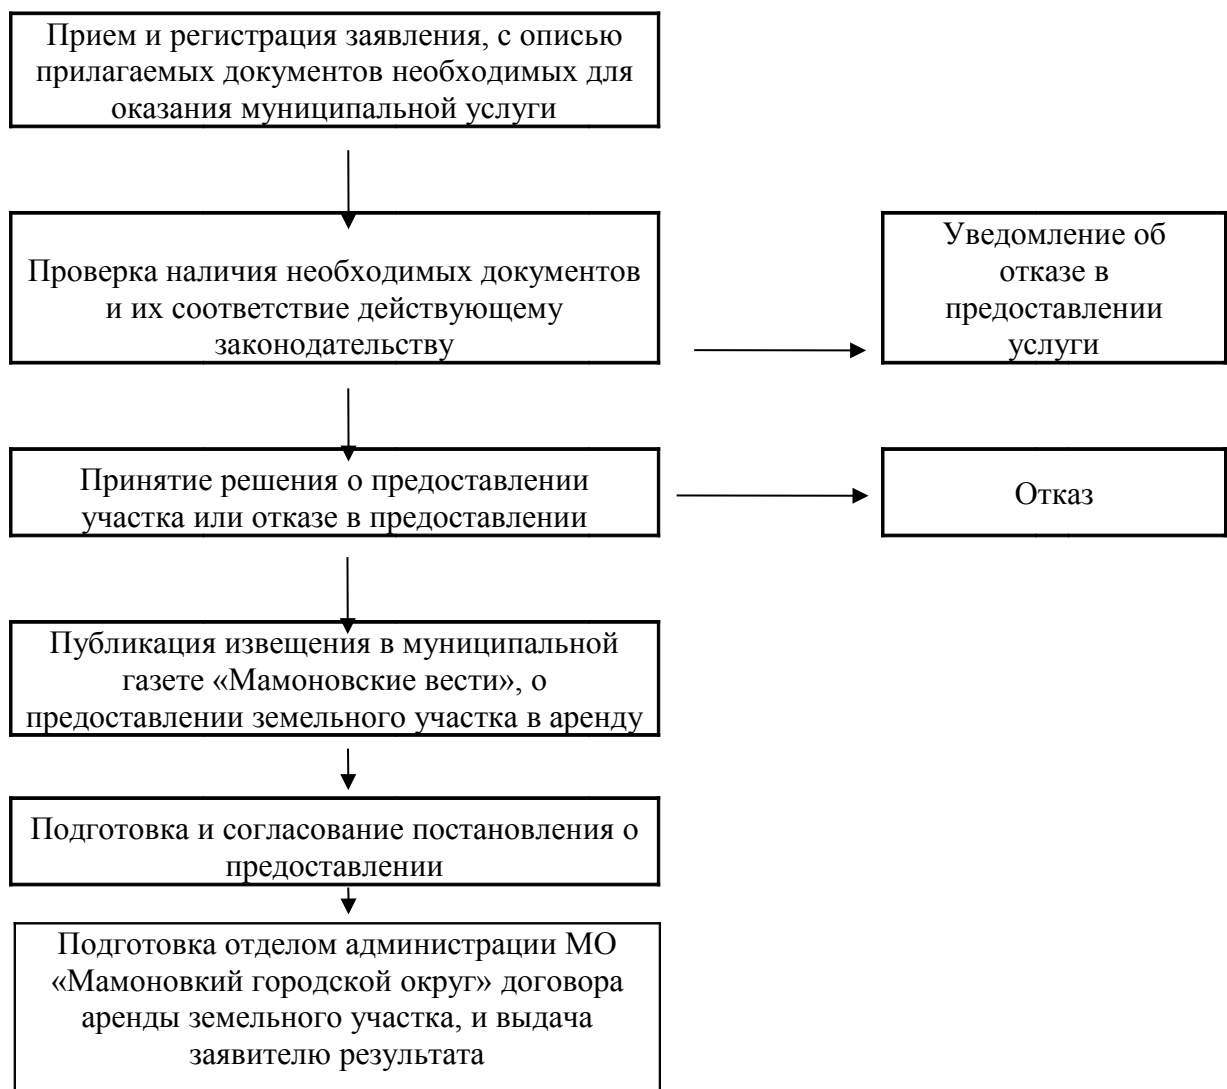 Прием и регистрация заявления, с описью
прилагаемых документов необходимых для
оказания муниципальной услуги
Проверка наличия необходимых документов
и их соответствие действующему
законодательству
Уведомление об
отказе в
предоставлении
услуги
Принятие решения о предоставлении
участка или отказе в предоставлении
Отказ
Публикация извещения в муниципальной
газете «Мамоновские вести», о
предоставлении земельного участка в аренду
Подготовка и согласование постановления о
предоставлении
Подготовка отделом администрации МО
«Мамоновкий городской округ» договора
аренды земельного участка, и выдача
заявителю результата